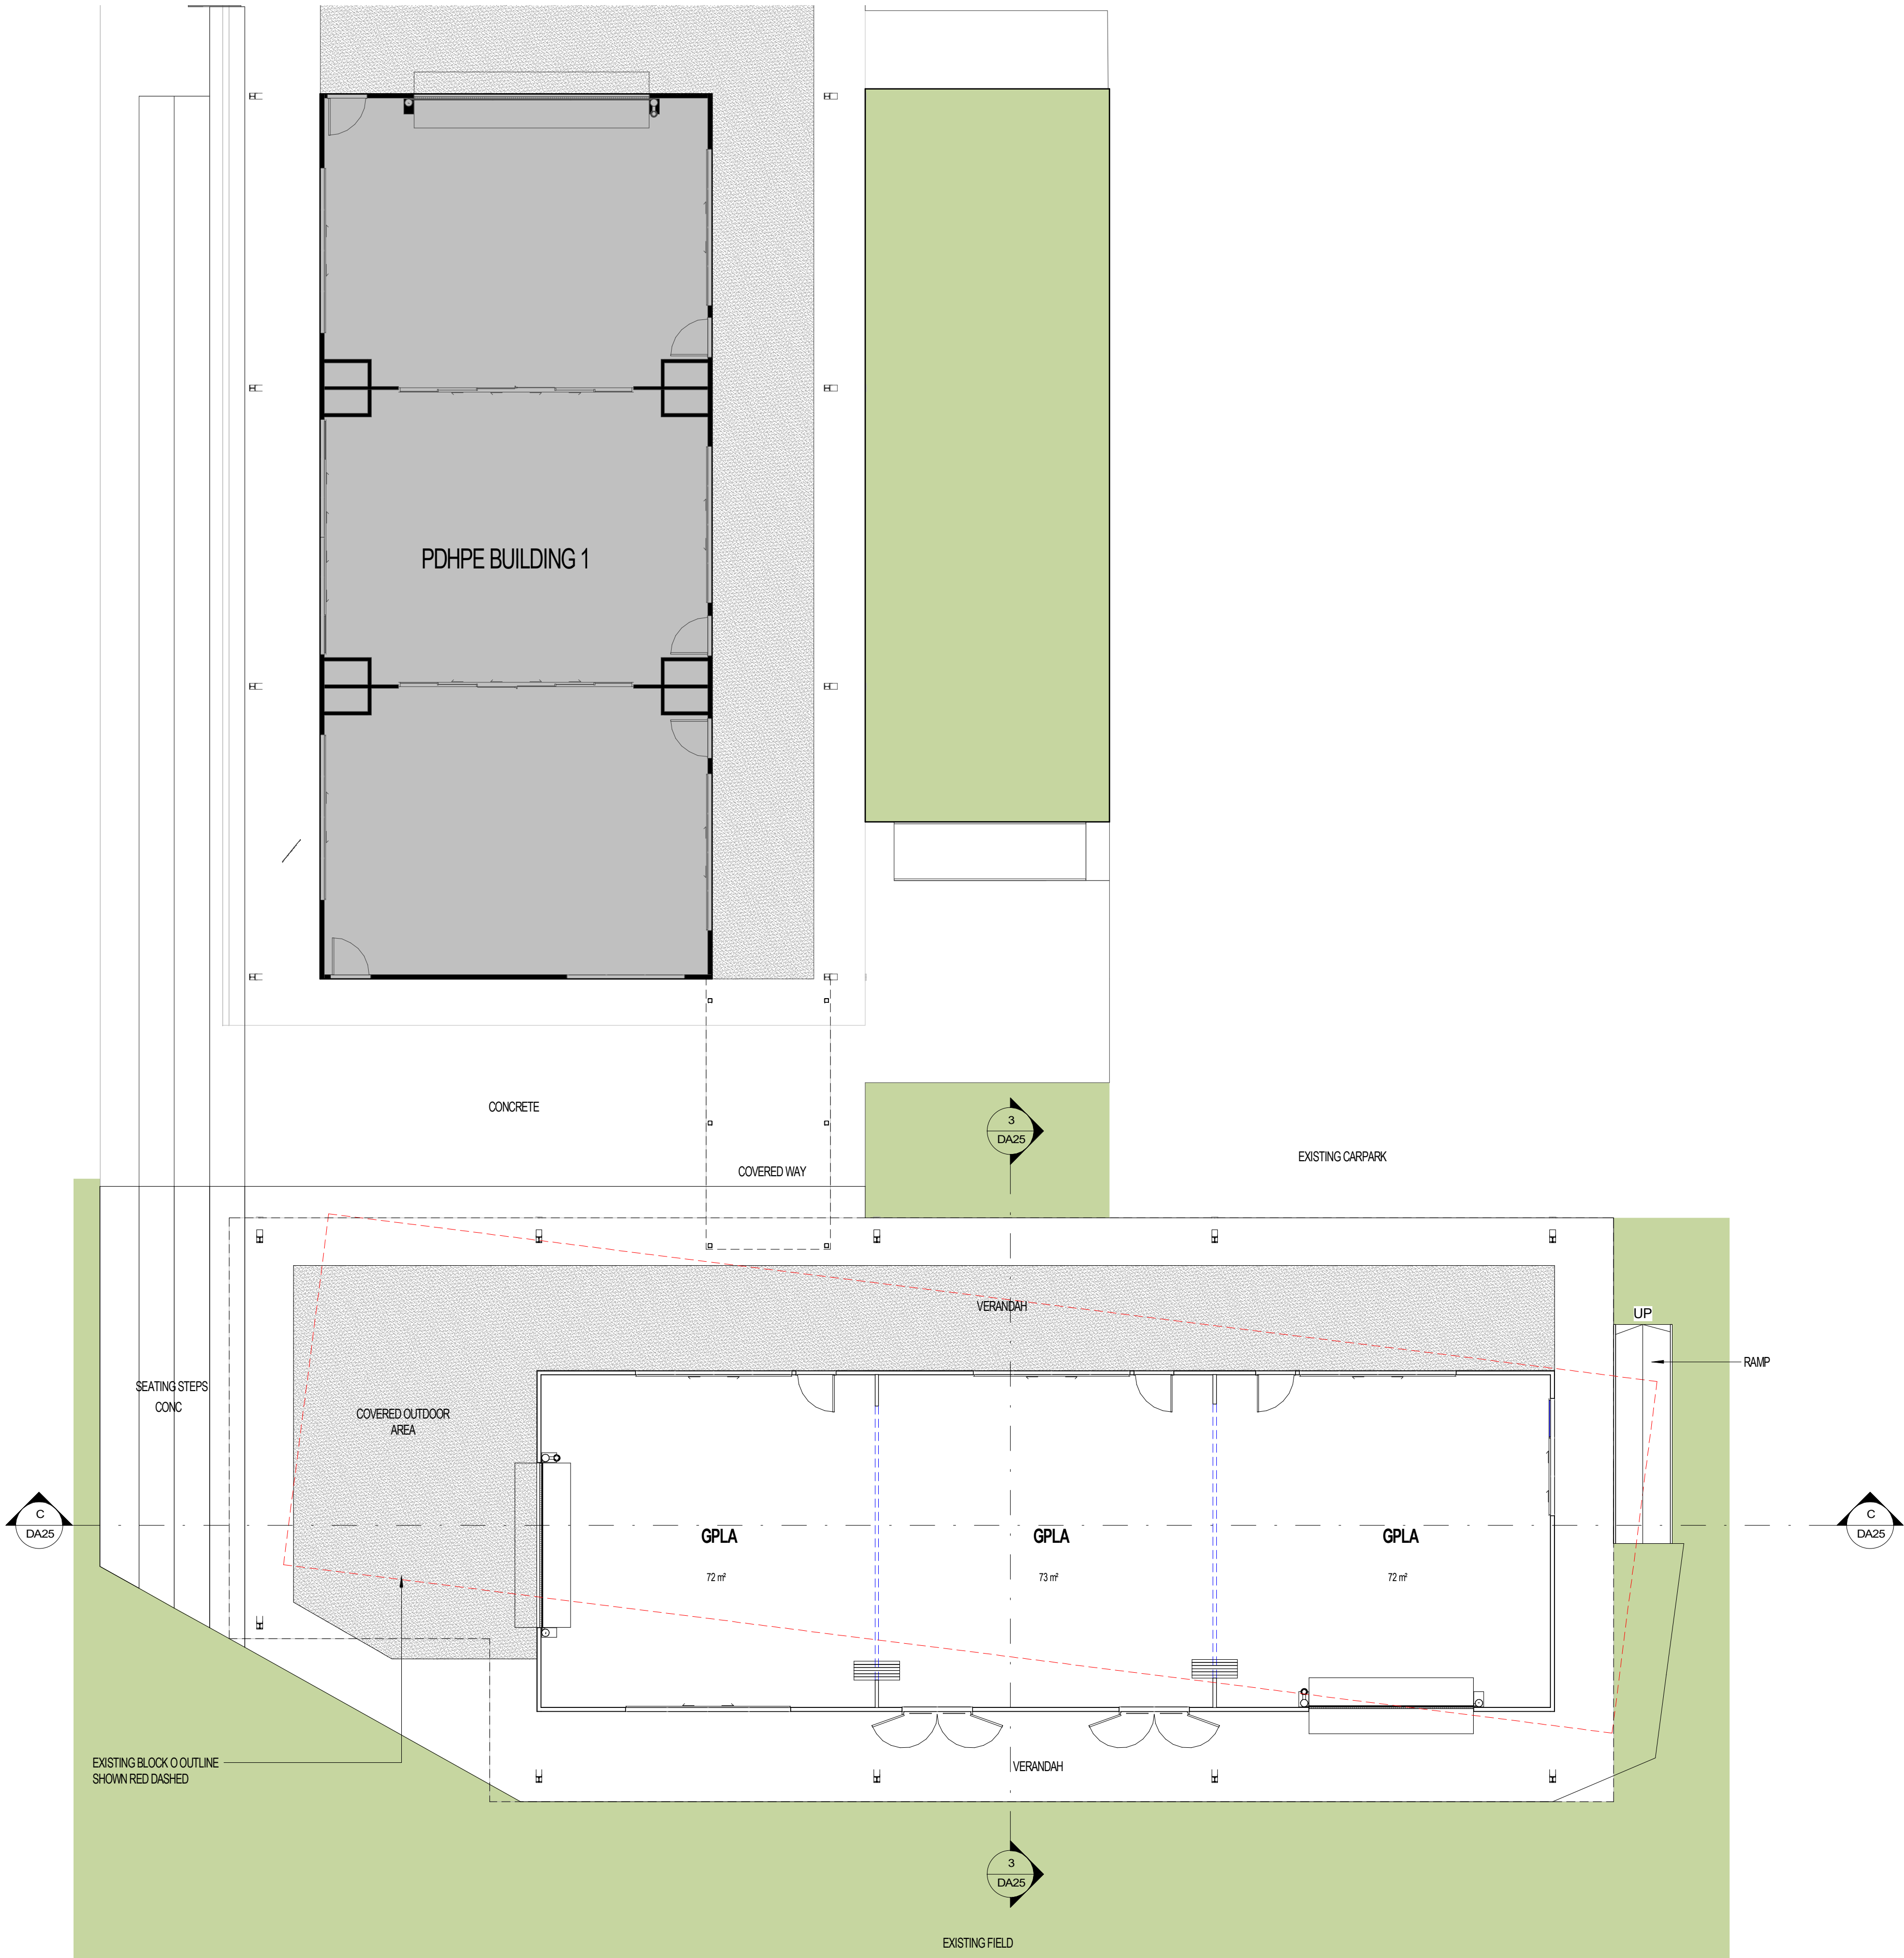 PDHPE BUILDING 1
CONCRETE
3
DA25
COVERED WAY
EXISTING CARPARK
VERANDAH
UP
RAMP
SEATING STEPS
CONC
COVERED OUTDOOR
AREA
C
DA25
GPLA
GPLA
GPLA
C
DA25
72 m²
73 m²
72 m²
EXISTING BLOCK O OUTLINE
SHOWN RED DASHED
VERANDAH
3
DA25
EXISTING FIELD